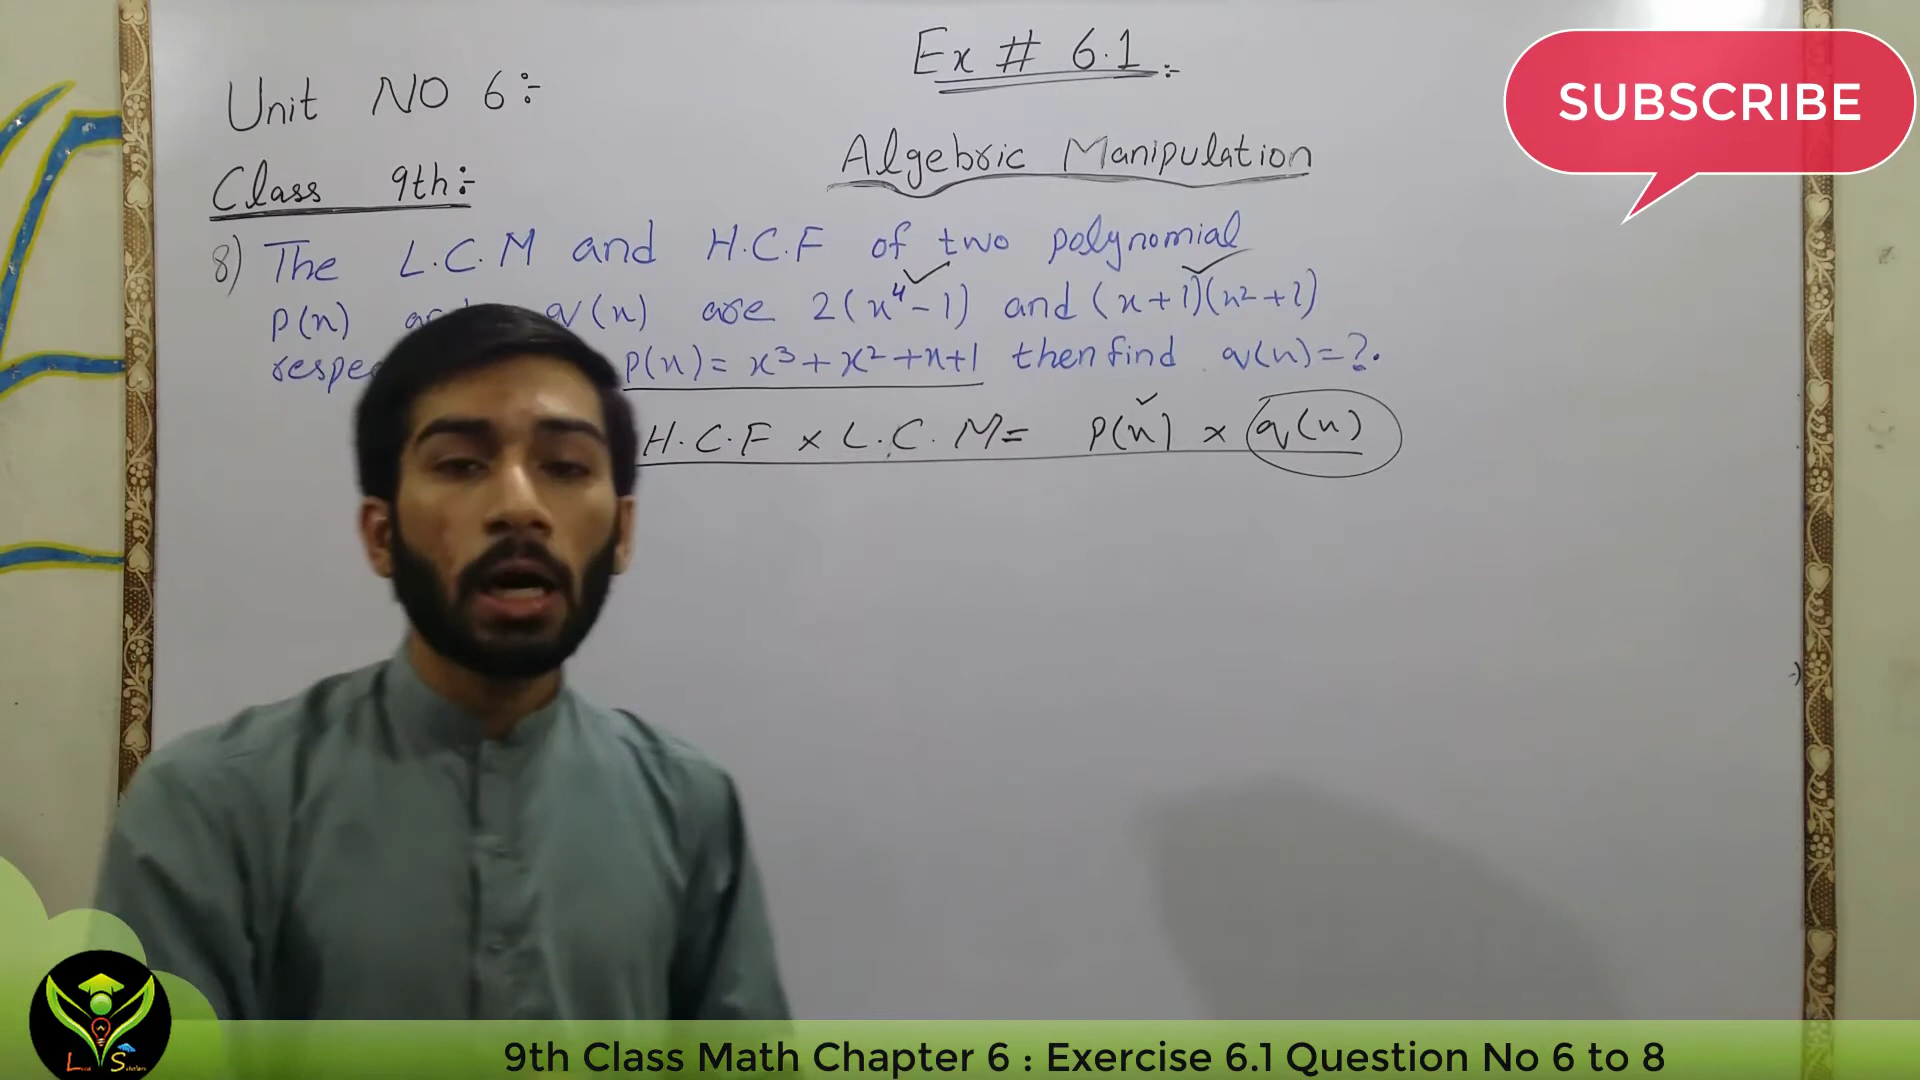 Ex # 6.1 :-
SUBSCRIBE
Unit NO 6:-
Algebric Manipulation
Class 9th:-
8) The L.C.M and H.C.F of two polynomial
P(x) q(x) are 2(x⁴-1) and (x+1)(x²+1)
P(x) = x³+x²+x+1 then find q(x)=?.
H.C.F × L.C.M= P(x) × q(x)
9th Class Math Chapter 6 : Exercise 6.1 Question No 6 to 8